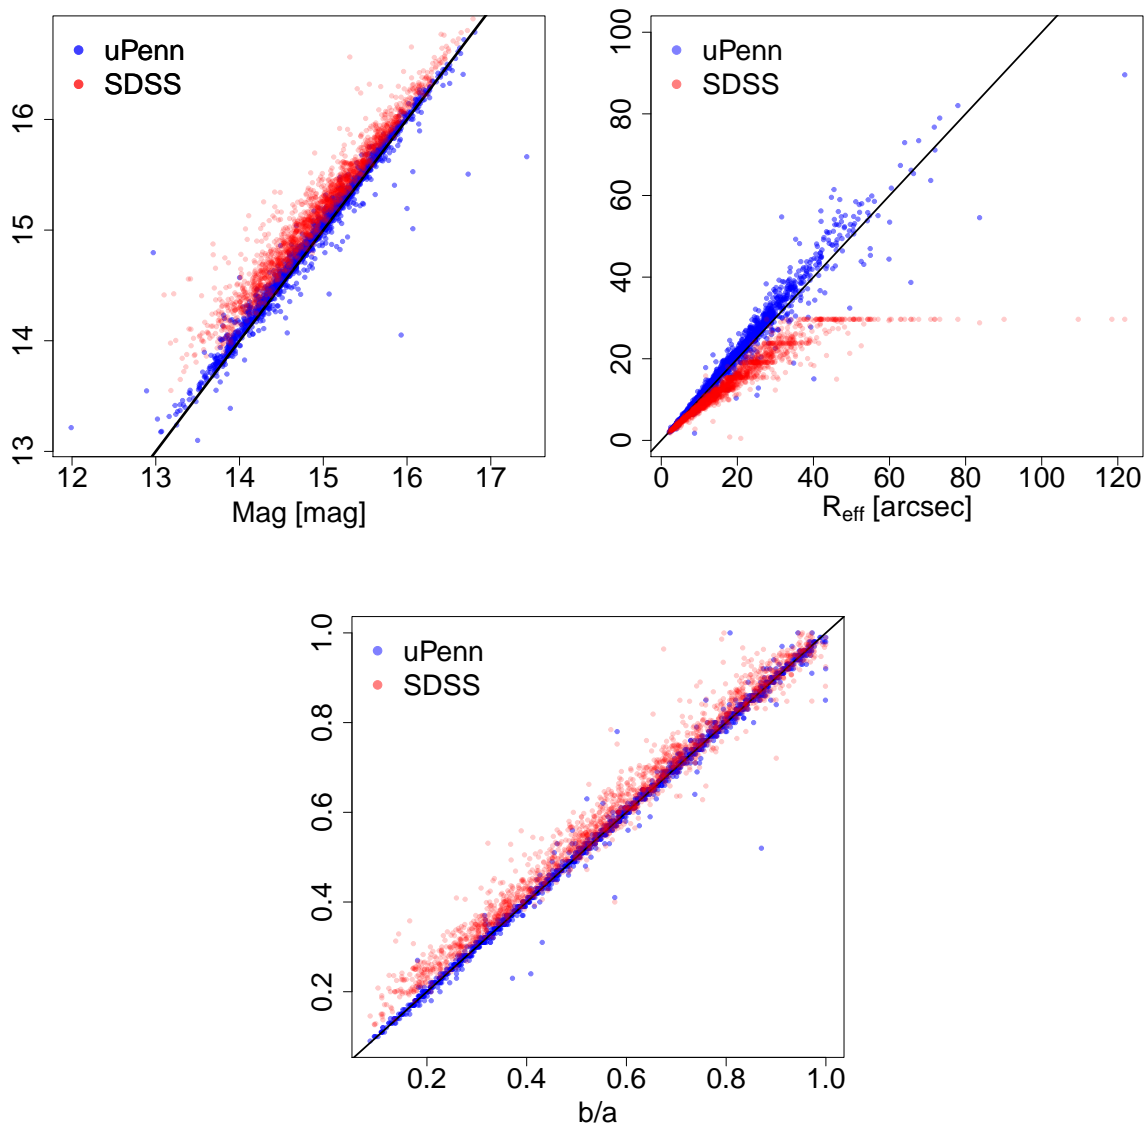 uPenn
SDSS
16
15
14
13
12 13 14 15 16 17
Mag [mag]
uPenn
SDSS
100
80
60
40
20
0
0 20 40 60 80 100 120
Reff [arcsec]
uPenn
SDSS
1.0
0.8
0.6
0.4
0.2
0.2 0.4 0.6 0.8 1.0
b/a